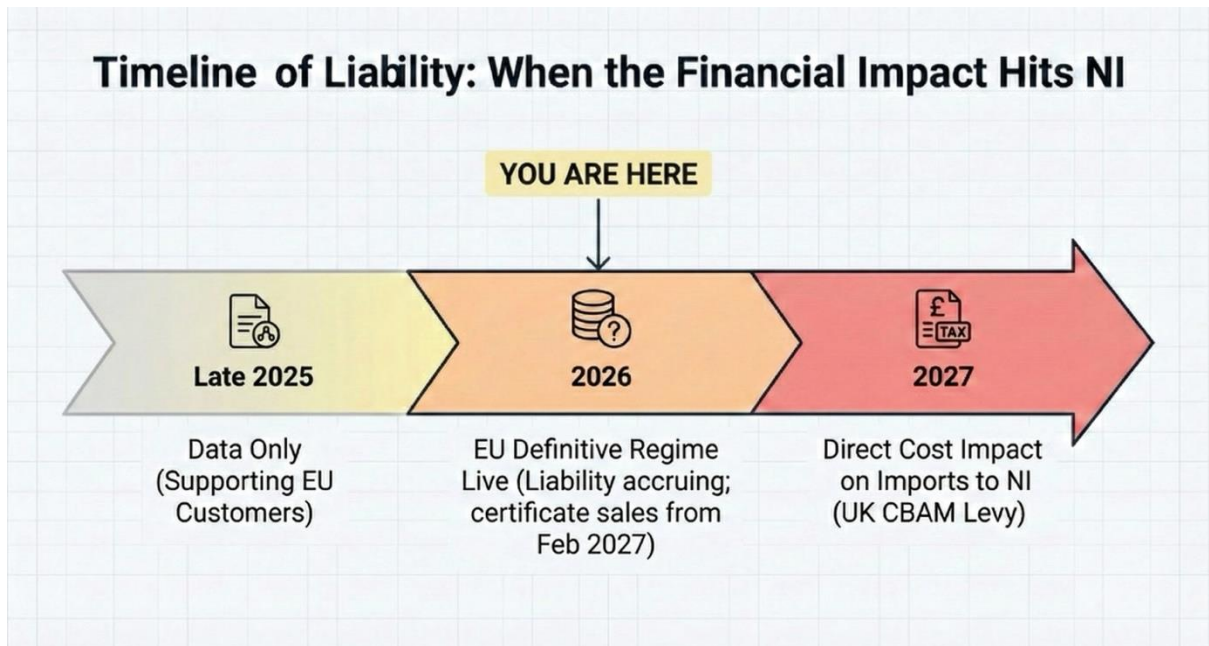 Timeline of Liability: When the Financial Impact Hits NI
YOU ARE HERE
£
TAX
?
Late 2025
2026
2027
Data Only
(Supporting EU
Customers)
EU Definitive Regime
Live (Liability accruing;
certificate sales from
Feb 2027)
Direct Cost Impact
on Imports to NI
(UK CBAM Levy)